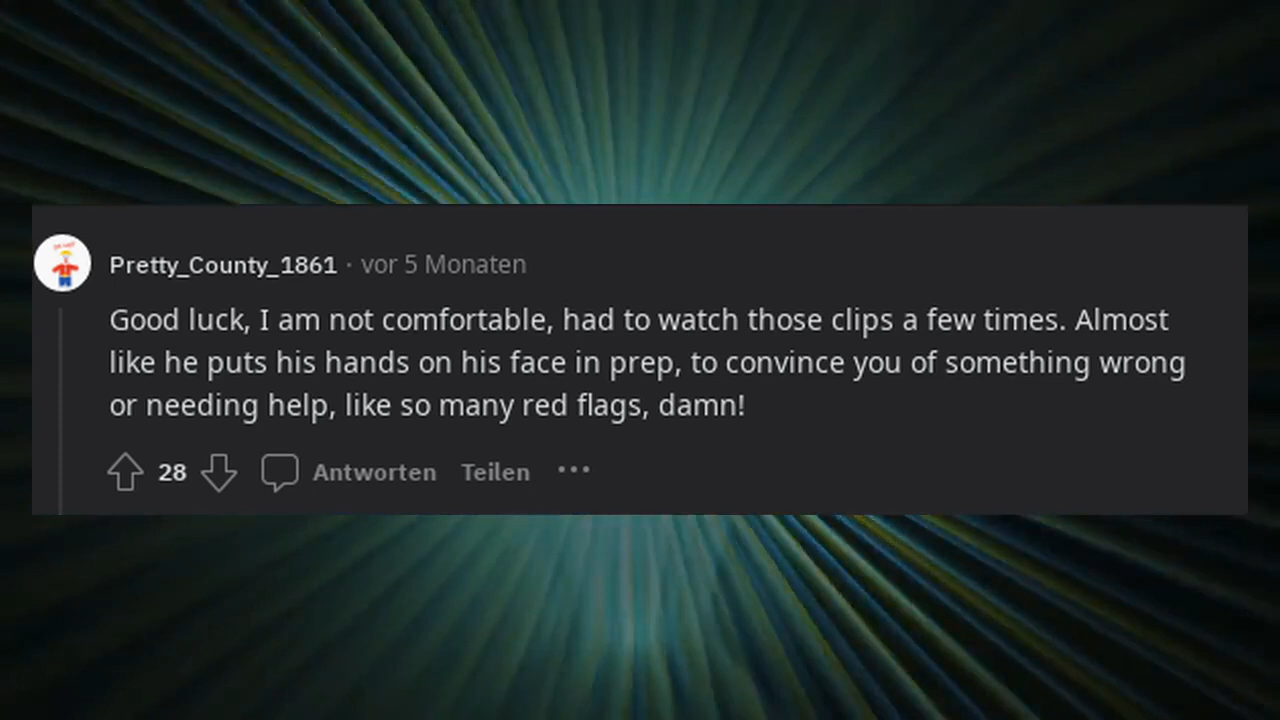 Pretty_County_1861 · vor 5 Monaten
Good luck, I am not comfortable, had to watch those clips a few times. Almost
like he puts his hands on his face in prep, to convince you of something wrong
or needing help, like so many red flags, damn!
28 Antworten Teilen ...